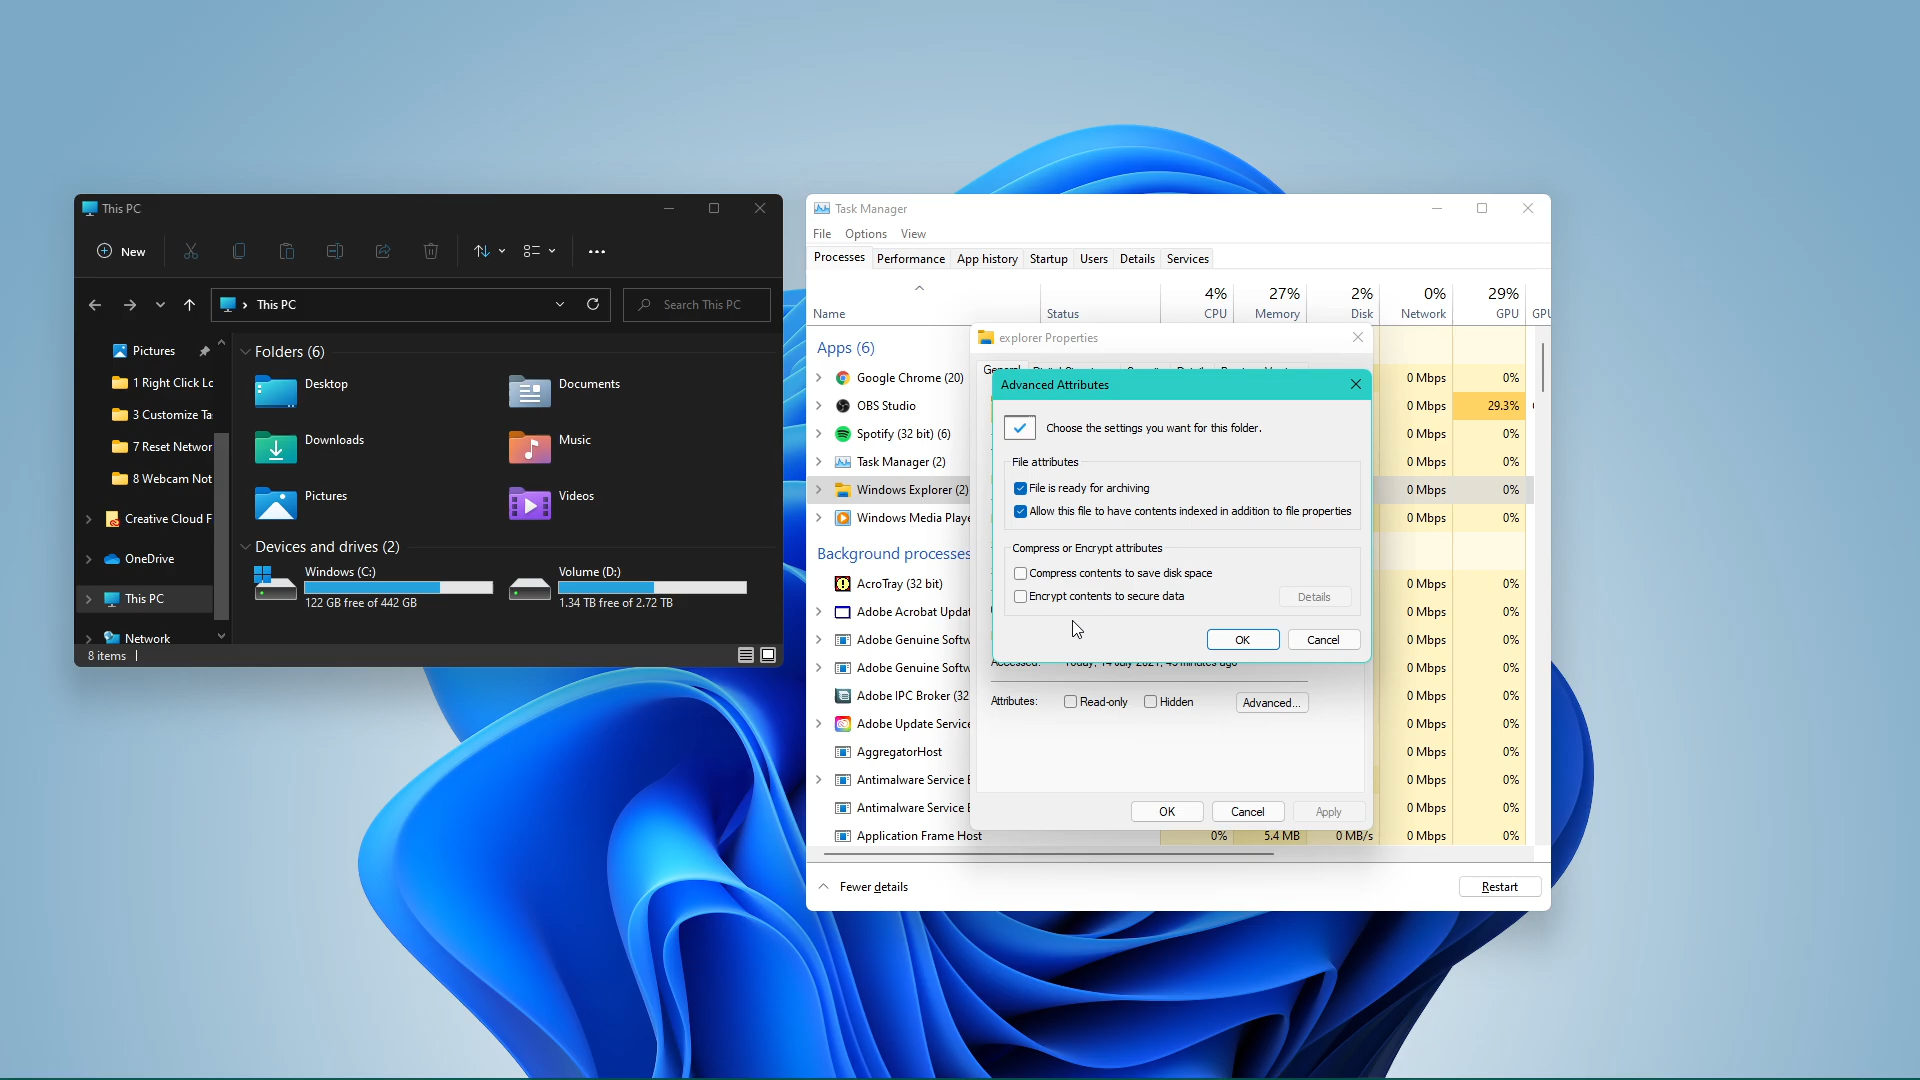 This PC
New
This PC
Search This PC
Pictures
1 Right Click Lo
3 Customize Ta
7 Reset Networ
8 Webcam Not
Creative Cloud F
OneDrive
This PC
Network
Folders (6)
Desktop
Documents
Downloads
Music
Pictures
Videos
Devices and drives (2)
Windows (C:)
122 GB free of 442 GB
Volume (D:)
1.34 TB free of 2.72 TB
8 items
Task Manager
File Options View
Processes Performance App history Startup Users Details Services
4% 27% 2% 0% 29%
Name Status CPU Memory Disk Network GPU GPU
Apps (6)
Google Chrome (20) 0 Mbps 0%
OBS Studio 0 Mbps 29.3%
Spotify (32 bit) (6) 0 Mbps 0%
Task Manager (2) 0 Mbps 0%
Windows Explorer (2) 0 Mbps 0%
Windows Media Playe 0 Mbps 0%
Background processes
AcroTray (32 bit) 0 Mbps 0%
Adobe Acrobat Updat 0 Mbps 0%
Adobe Genuine Softw 0 Mbps 0%
Adobe Genuine Softw 0 Mbps 0%
Adobe IPC Broker (32 0 Mbps 0%
Adobe Update Service 0 Mbps 0%
AggregatorHost 0 Mbps 0%
Antimalware Service E 0 Mbps 0%
Antimalware Service E 0 Mbps 0%
Application Frame Host 0% 5.4 MB 0 MB/s 0 Mbps 0%
Fewer details
Restart
explorer Properties
General
Advanced Attributes
Choose the settings you want for this folder.
File attributes
File is ready for archiving
Allow this file to have contents indexed in addition to file properties
Compress or Encrypt attributes
Compress contents to save disk space
Encrypt contents to secure data
Details
OK Cancel
Accessed: Today, 14 July 2021, 45 minutes ago
Attributes: Read-only Hidden Advanced...
OK Cancel Apply